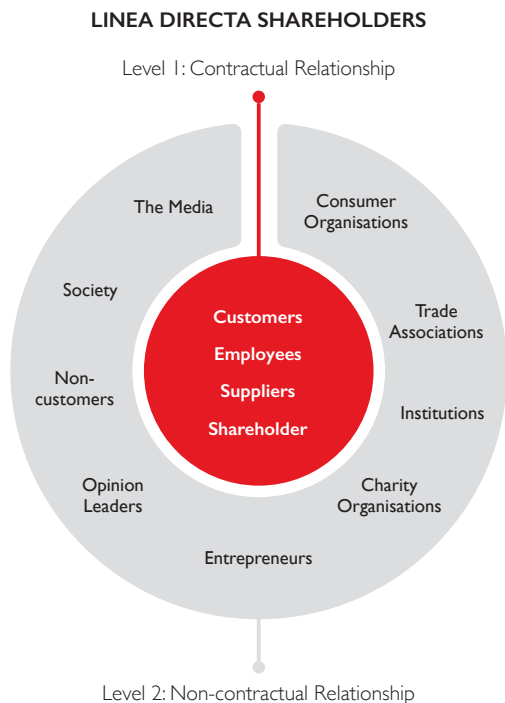 LINEA DIRECTA SHAREHOLDERS
Level 1: Contractual Relationship
The Media
Consumer
Organisations
Society
Trade
Associations
Customers
Employees
Suppliers
Shareholder
Non-
customers
Institutions
Opinion
Leaders
Charity
Organisations
Entrepreneurs
Level 2: Non-contractual Relationship